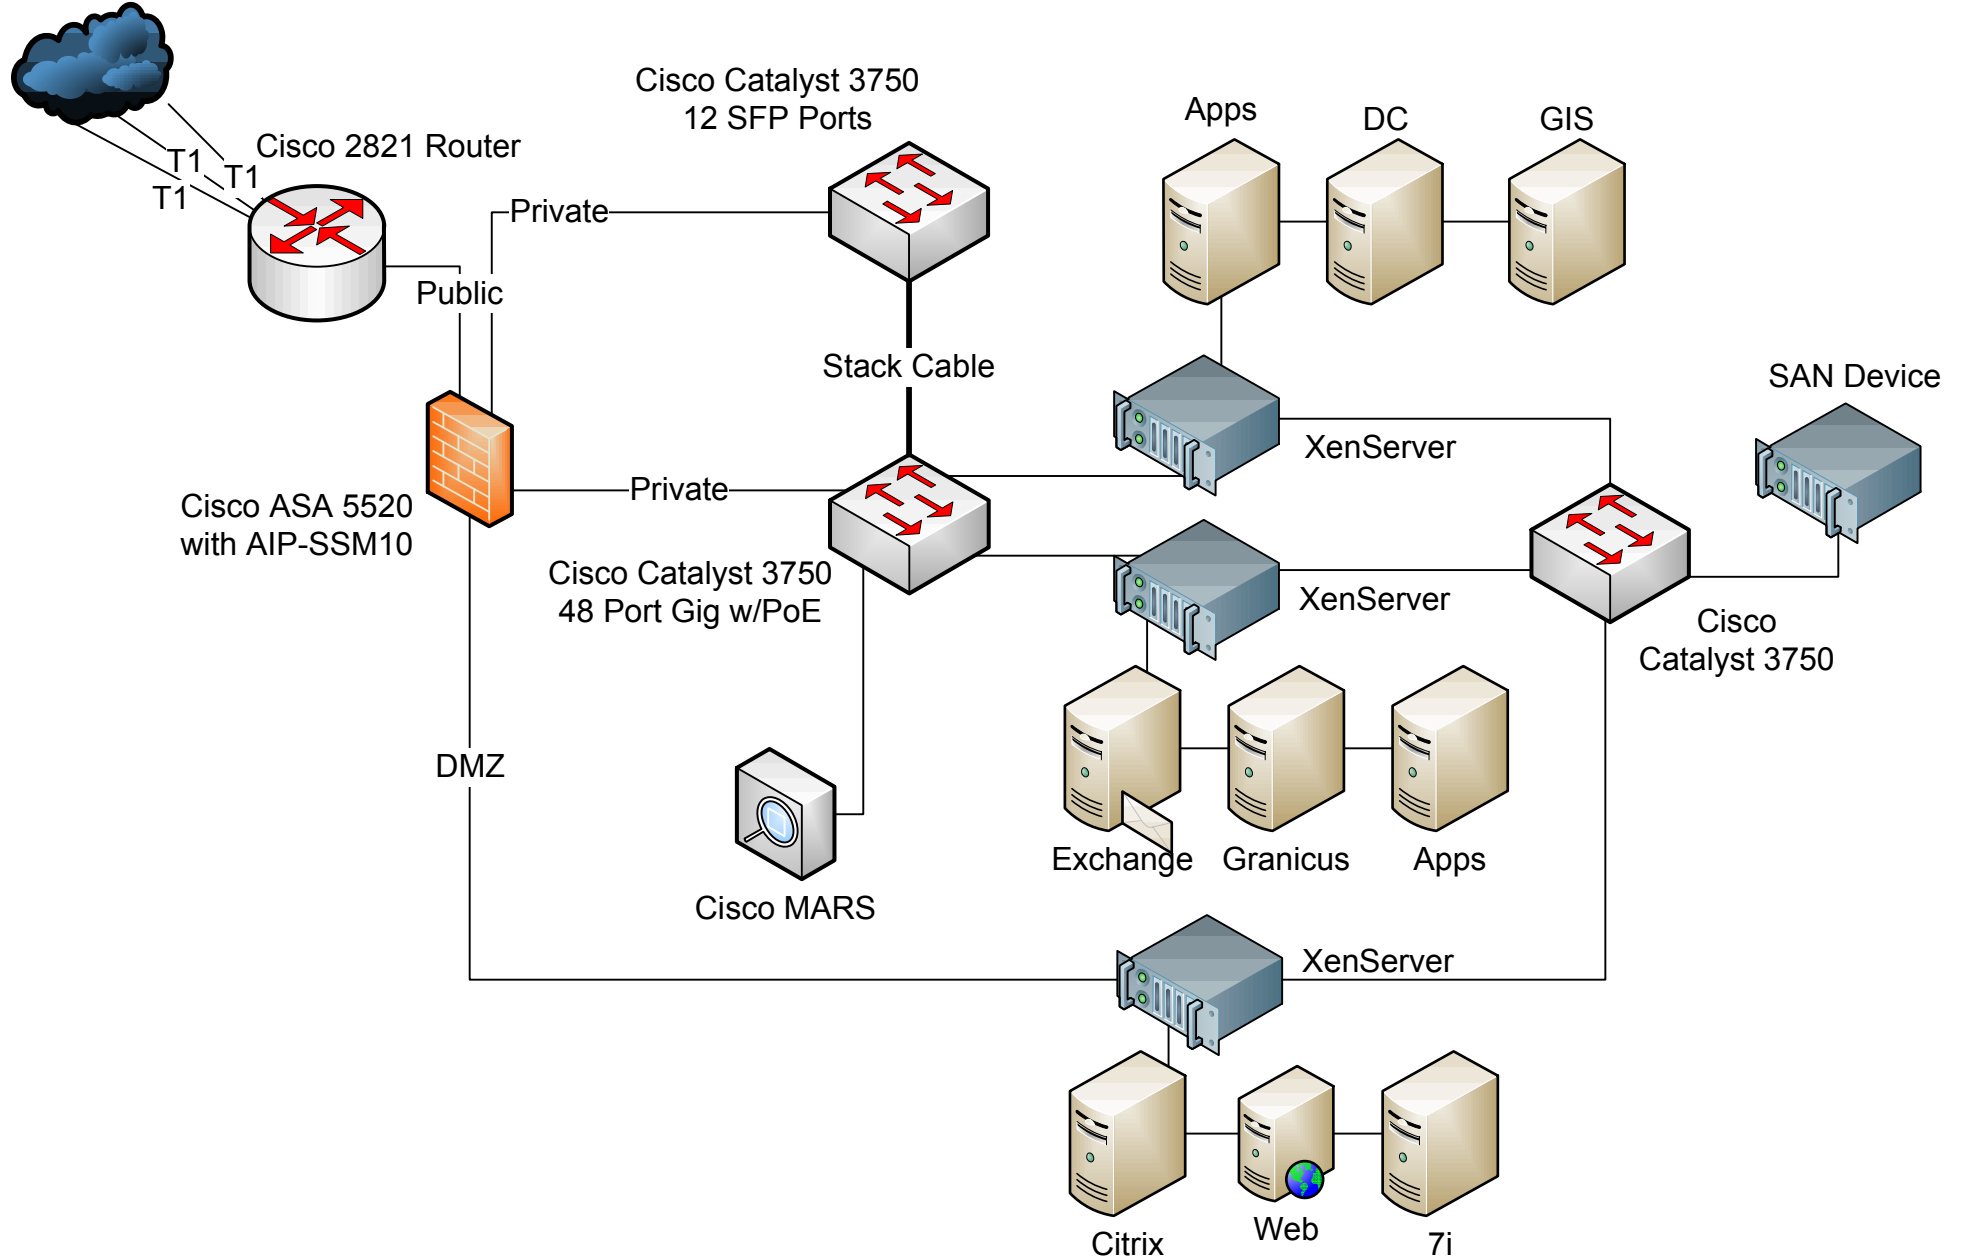 Cisco Catalyst 3750
12 SFP Ports
Apps
DC
GIS
Cisco 2821 Router
T1
T1
T1
Private
Public
Stack Cable
SAN Device
XenServer
Private
Cisco ASA 5520
with AIP-SSM10
Cisco Catalyst 3750
48 Port Gig w/PoE
XenServer
Cisco
Catalyst 3750
DMZ
Exchange
Granicus
Apps
Cisco MARS
XenServer
Citrix
Web
7i